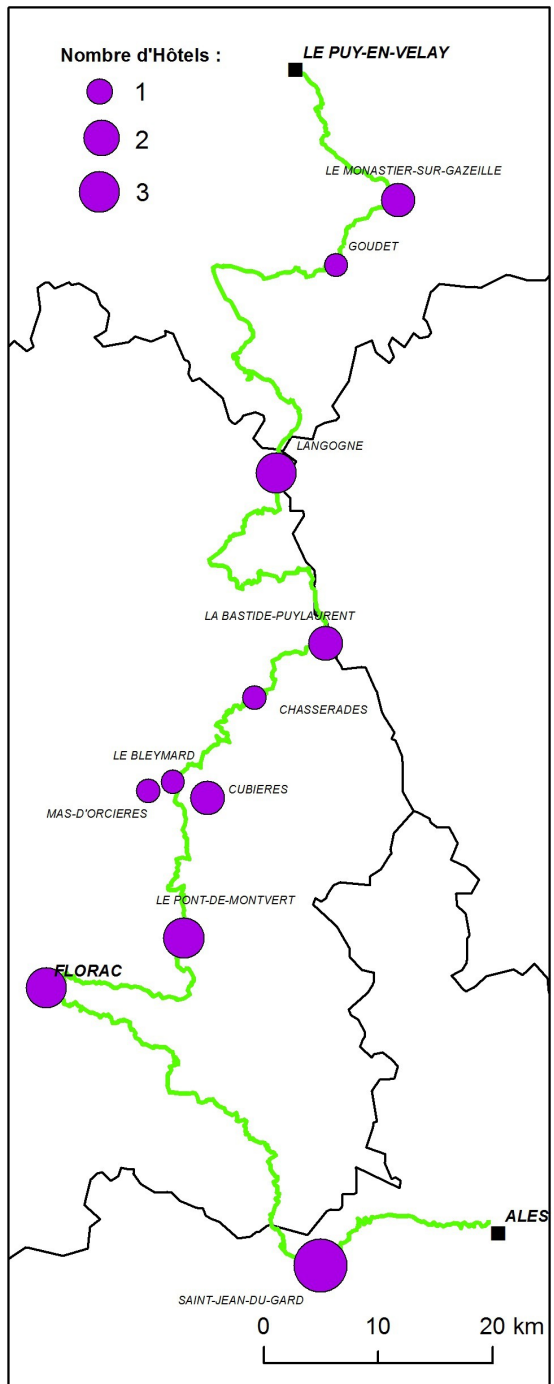 LE PUY-EN-VELAY
Nombre d'Hôtels :
1
2
3
LE MONASTIER-SUR-GAZEILLE
GOUDET
LANGOGNE
LA BASTIDE-PUYLAURENT
CHASSERADES
LE BLEYMARD
CUBIERES
MAS-D'ORCIERES
LE PONT-DE-MONTVERT
FLORAC
ALES
SAINT-JEAN-DU-GARD
0 10 20 km